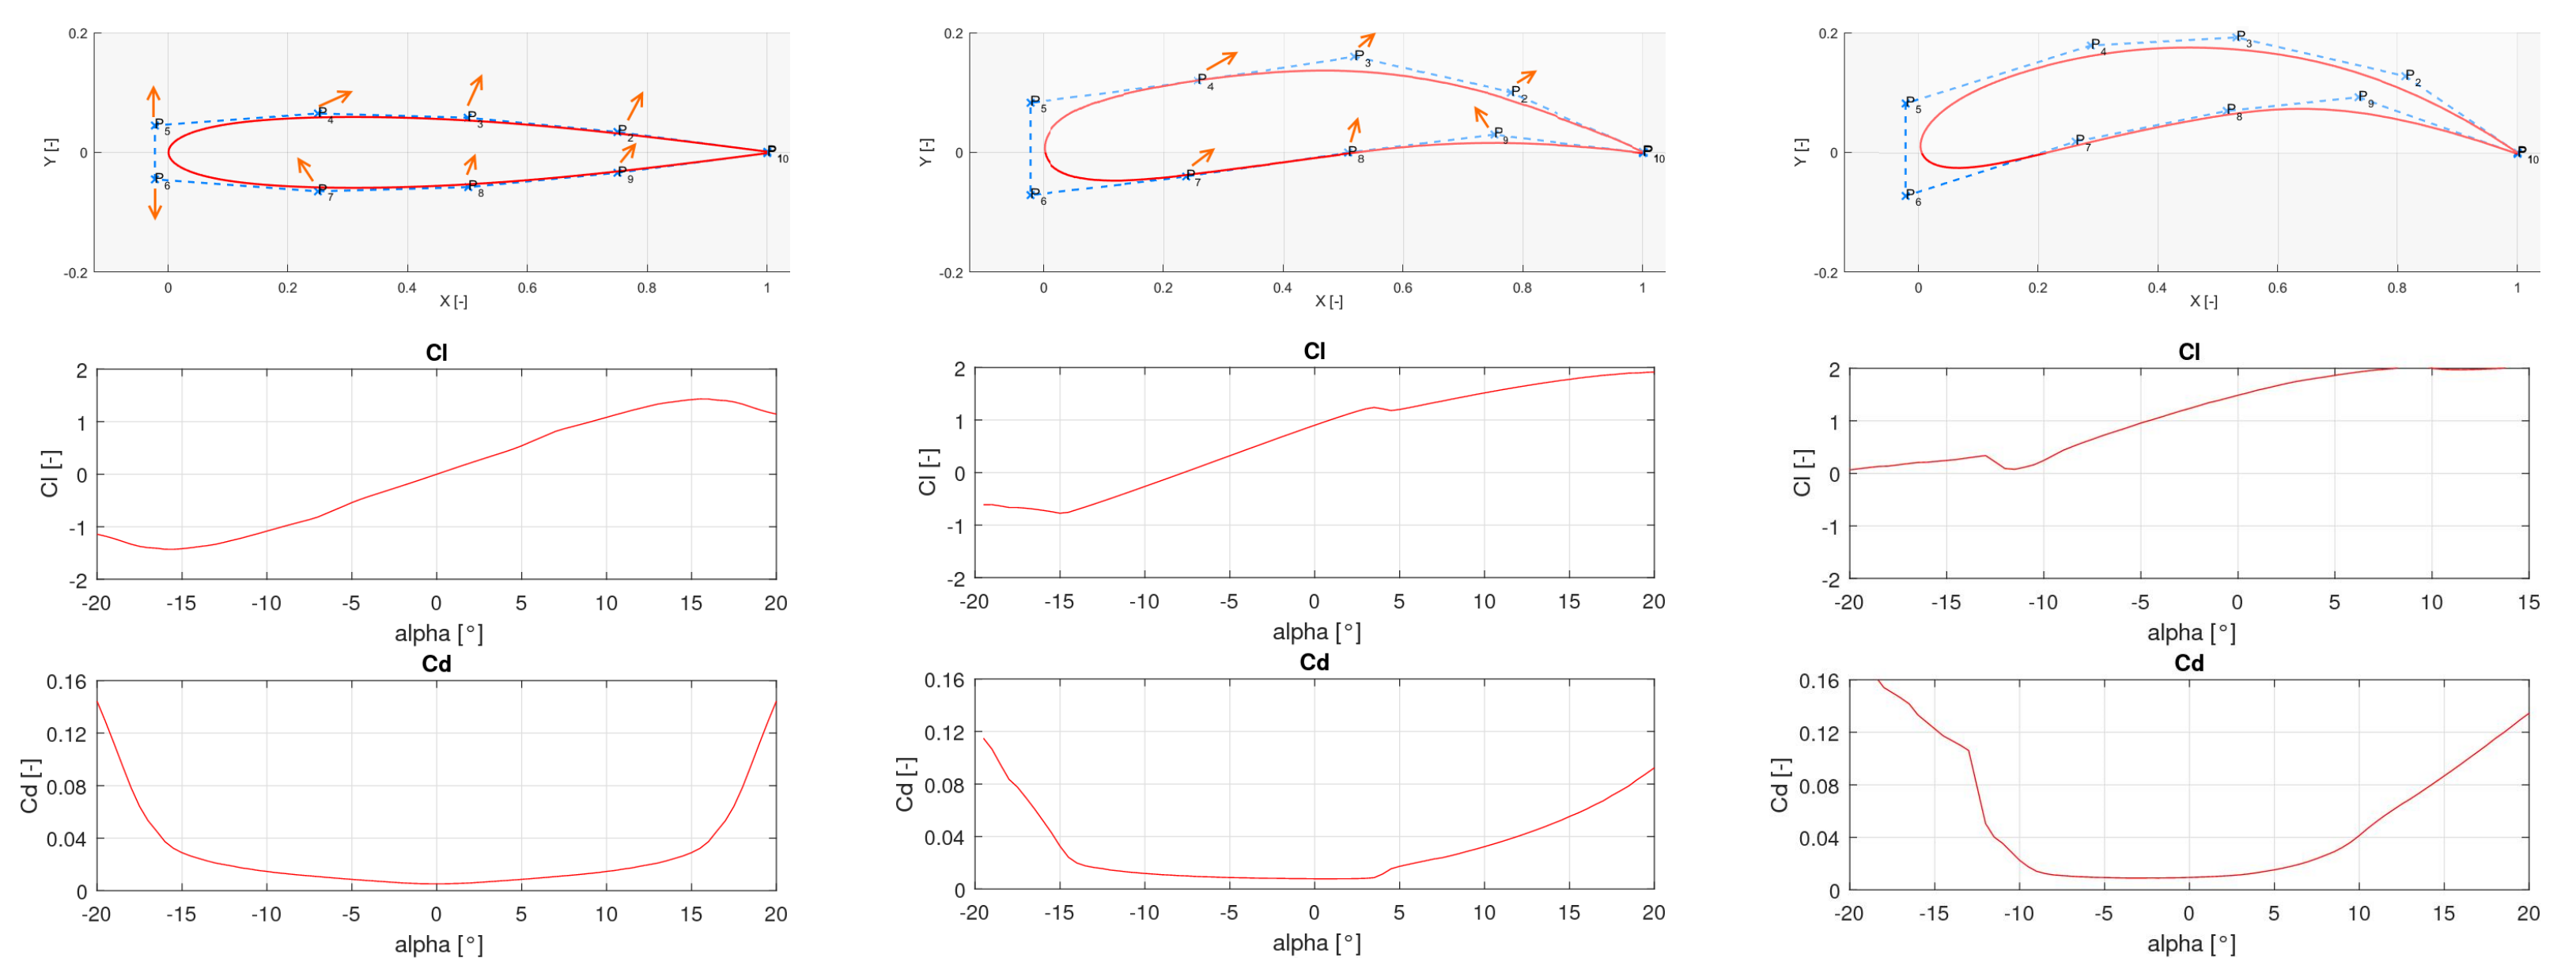 0.2
0
-0.2
Y [-]
P5
P4
P3
P2
P10
P6
P7
P8
P9
0 0.2 0.4 0.6 0.8 1
X [-]
0.2
0
-0.2
Y [-]
P5
P4
P3
P2
P10
P6
P7
P8
P9
0 0.2 0.4 0.6 0.8 1
X [-]
0.2
0
-0.2
Y [-]
P5
P4
P3
P2
P10
P6
P7
P8
P9
0 0.2 0.4 0.6 0.8 1
X [-]
Cl
2
1
0
-1
-2
Cl [-]
-20 -15 -10 -5 0 5 10 15 20
alpha [°]
Cl
2
1
0
-1
-2
Cl [-]
-20 -15 -10 -5 0 5 10 15 20
alpha [°]
Cl
2
1
0
-1
-2
Cl [-]
-20 -15 -10 -5 0 5 10 15
alpha [°]
Cd
0.16
0.12
0.08
0.04
0
Cd [-]
-20 -15 -10 -5 0 5 10 15 20
alpha [°]
Cd
0.16
0.12
0.08
0.04
0
Cd [-]
-20 -15 -10 -5 0 5 10 15 20
alpha [°]
Cd
0.16
0.12
0.08
0.04
0
Cd [-]
-20 -15 -10 -5 0 5 10 15 20
alpha [°]